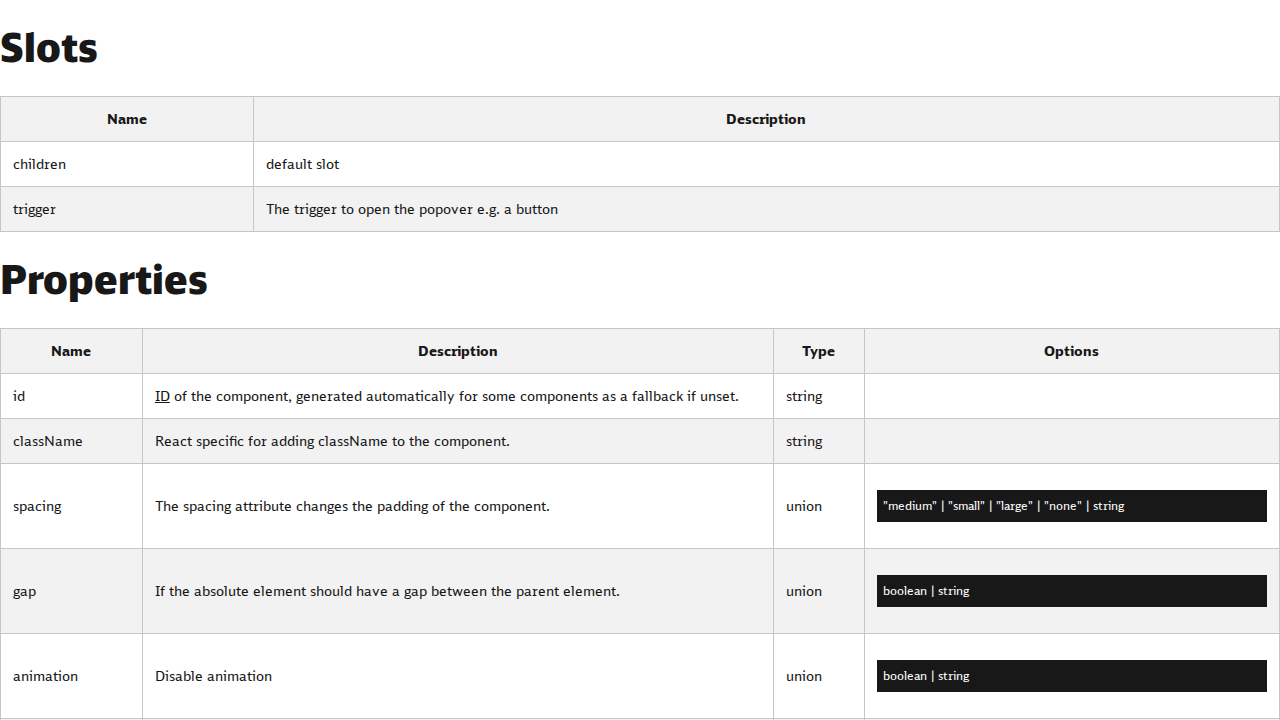 Slots
Name Description
children default slot
trigger The trigger to open the popover e.g. a button
Properties
Name Description Type Options
id ID of the component, generated automatically for some components as a fallback if unset. string
className React specific for adding className to the component. string
spacing The spacing attribute changes the padding of the component. union "medium" | "small" | "large" | "none" | string
gap If the absolute element should have a gap between the parent element. union boolean | string
animation Disable animation union boolean | string